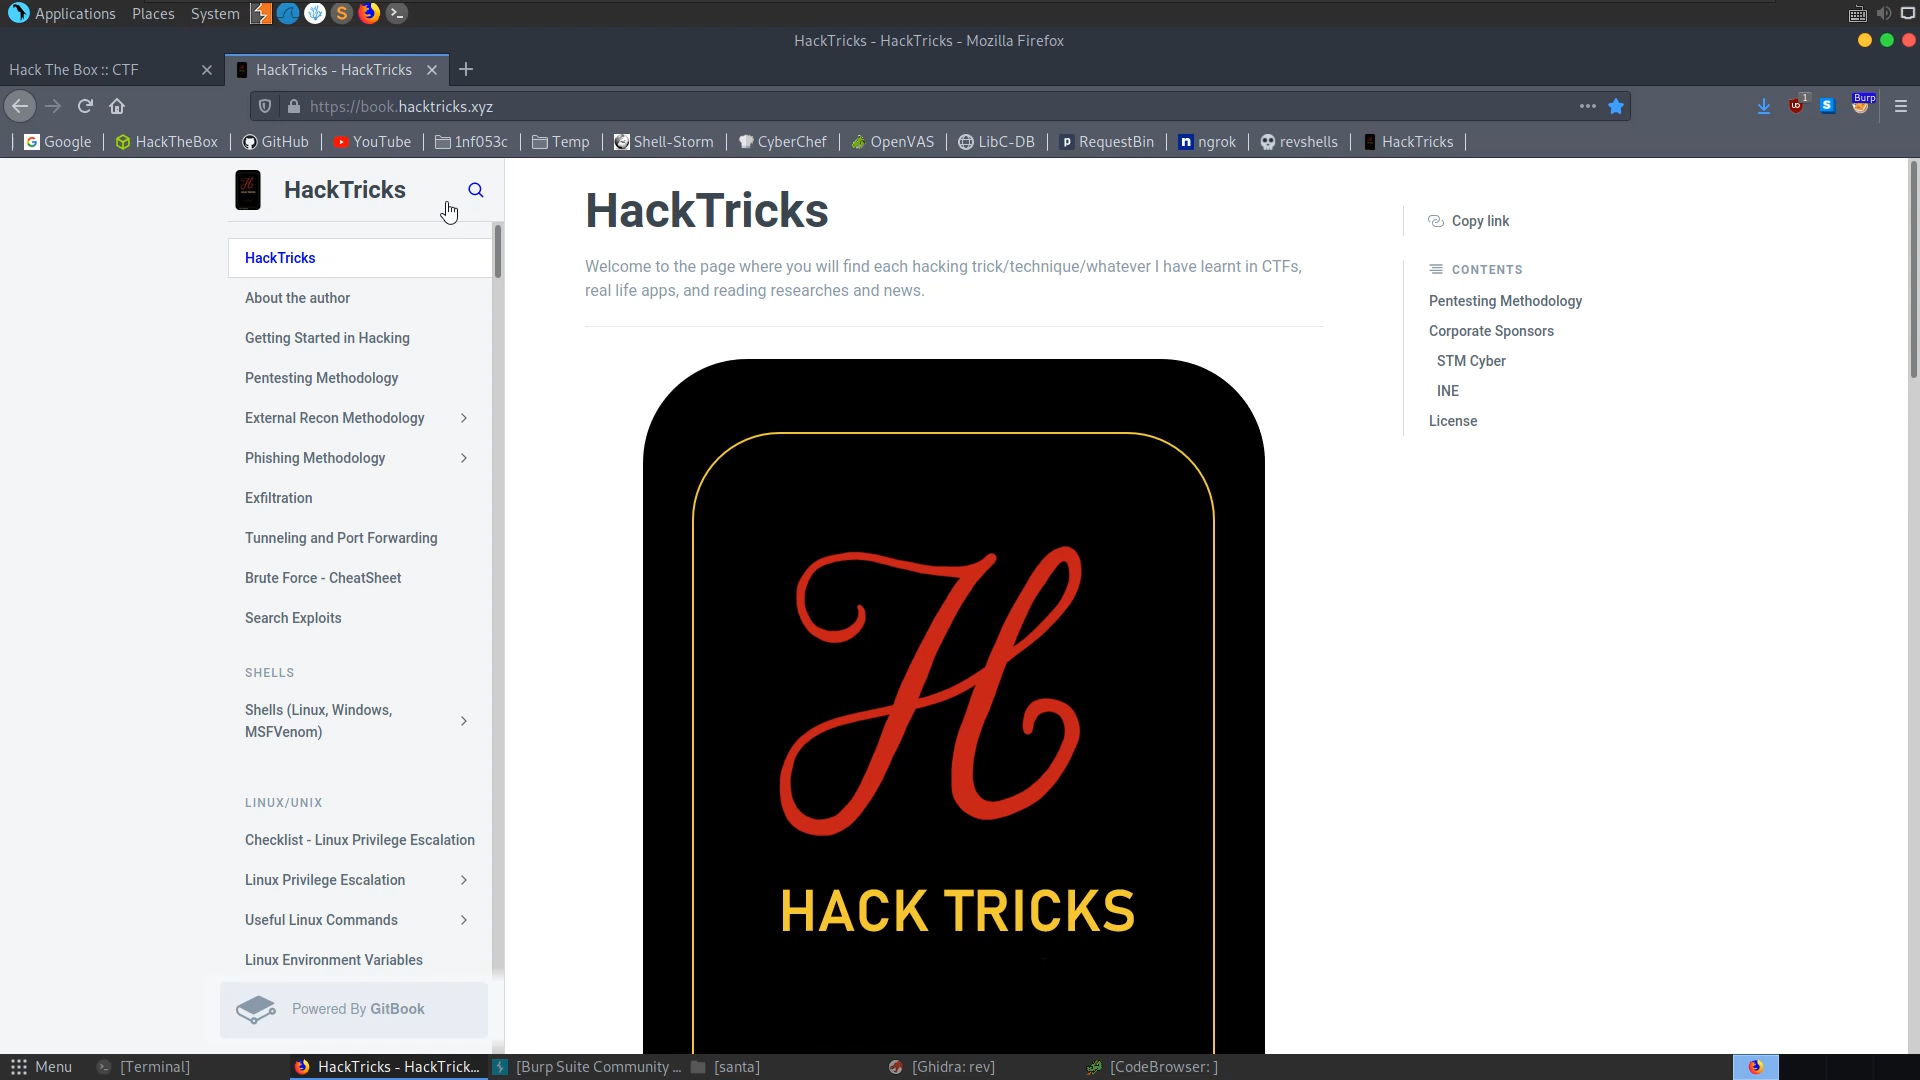 Applications Places System
HackTricks - HackTricks - Mozilla Firefox
Hack The Box :: CTF
HackTricks - HackTricks
https://book.hacktricks.xyz
1
Burp
Google
HackTheBox
GitHub
YouTube
1nf053c
Temp
Shell-Storm
CyberChef
OpenVAS
LibC-DB
RequestBin
ngrok
revshells
HackTricks
HackTricks
HackTricks
About the author
Getting Started in Hacking
Pentesting Methodology
External Recon Methodology
Phishing Methodology
Exfiltration
Tunneling and Port Forwarding
Brute Force - CheatSheet
Search Exploits
SHELLS
Shells (Linux, Windows,
MSFVenom)
LINUX/UNIX
Checklist - Linux Privilege Escalation
Linux Privilege Escalation
Useful Linux Commands
Linux Environment Variables
Powered By GitBook
HackTricks
Welcome to the page where you will find each hacking trick/technique/whatever I have learnt in CTFs,
real life apps, and reading researches and news.
H
HACK TRICKS
Copy link
CONTENTS
Pentesting Methodology
Corporate Sponsors
STM Cyber
INE
License
Menu
[Terminal]
HackTricks - HackTrick...
[Burp Suite Community ...
[santa]
[Ghidra: rev]
[CodeBrowser: ]